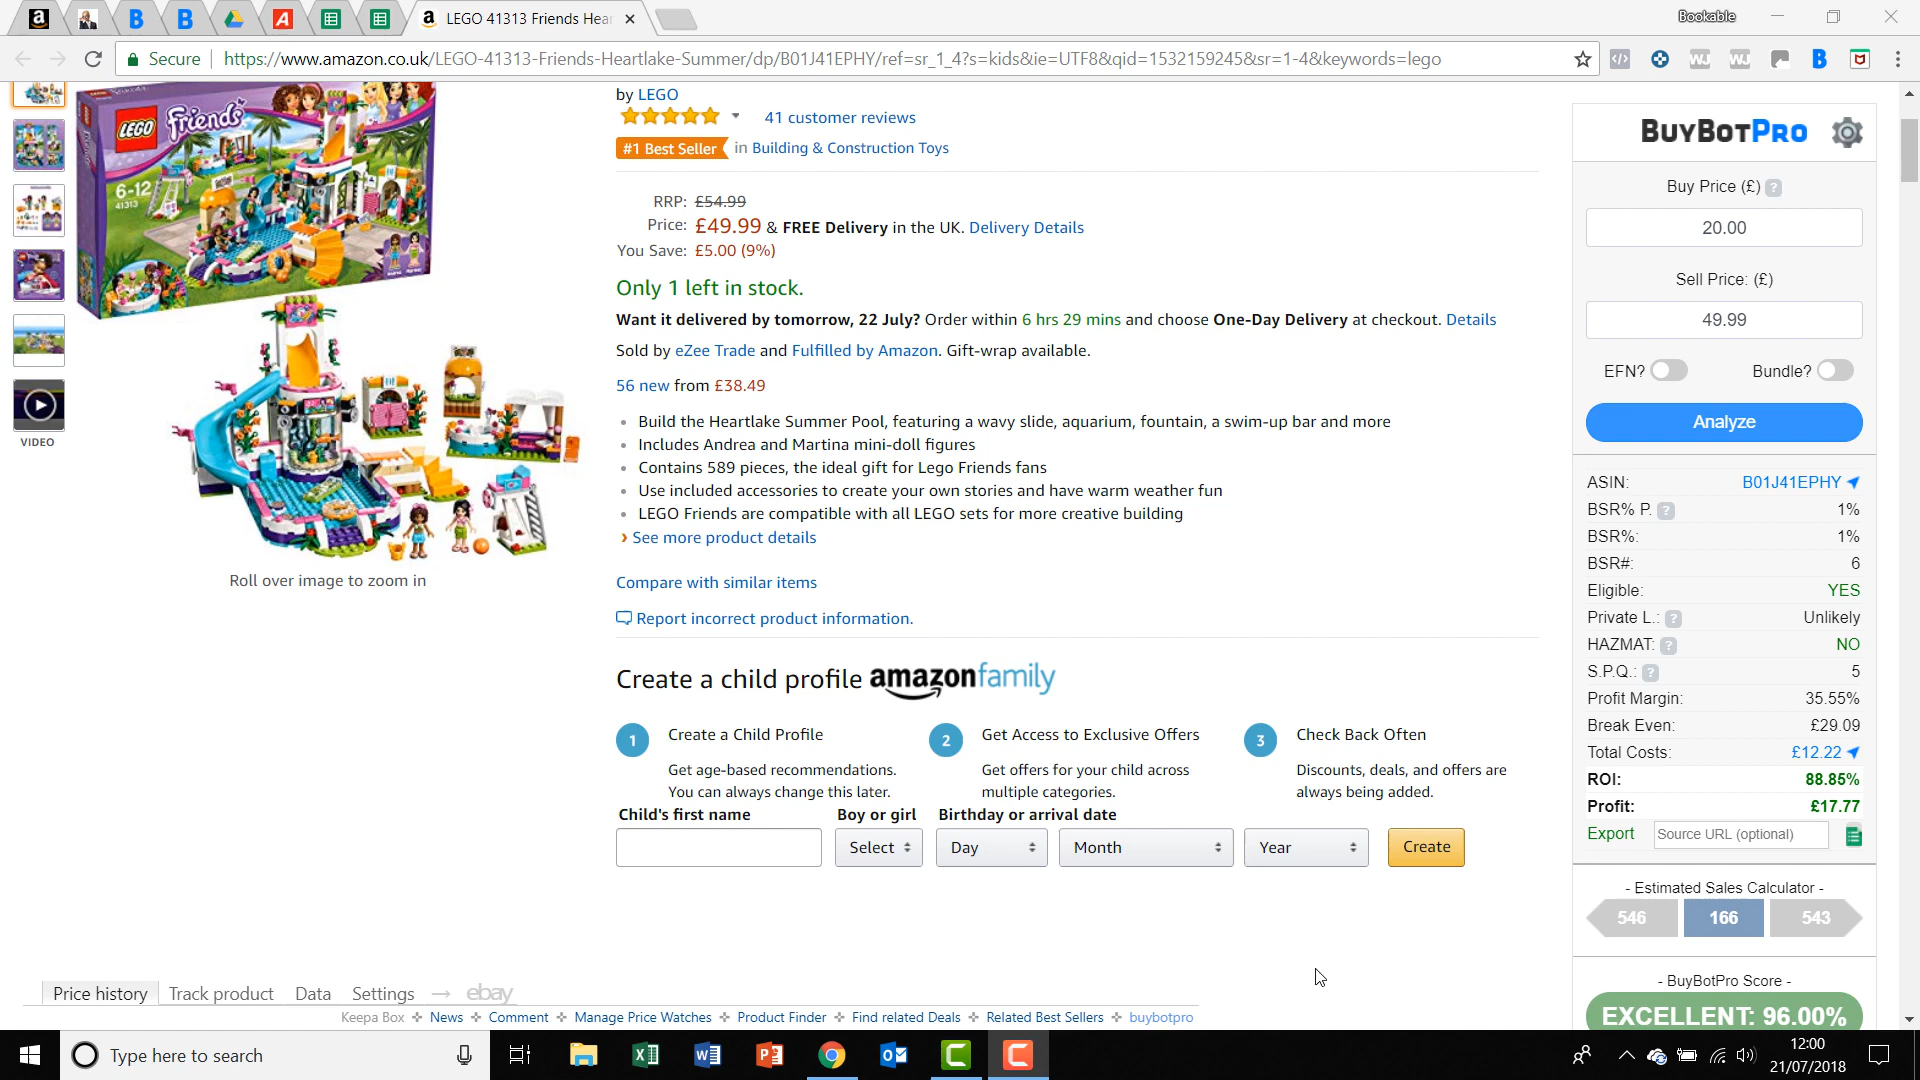 LEGO 41313 Friends Hear
Bookable
Secure
https://www.amazon.co.uk/LEGO-41313-Friends-Heartlake-Summer/dp/B01J41EPHY/ref=sr_1_4?s=kids&ie=UTF8&qid=1532159245&sr=1-4&keywords=lego
LEGO Friends
6-12
41313
VIDEO
Roll over image to zoom in
by LEGO
41 customer reviews
#1 Best Seller in Building & Construction Toys
RRP: £54.99
Price: £49.99 & FREE Delivery in the UK. Delivery Details
You Save: £5.00 (9%)
Only 1 left in stock.
Want it delivered by tomorrow, 22 July? Order within 6 hrs 29 mins and choose One-Day Delivery at checkout. Details
Sold by eZee Trade and Fulfilled by Amazon. Gift-wrap available.
56 new from £38.49
Build the Heartlake Summer Pool, featuring a wavy slide, aquarium, fountain, a swim-up bar and more
Includes Andrea and Martina mini-doll figures
Contains 589 pieces, the ideal gift for Lego Friends fans
Use included accessories to create your own stories and have warm weather fun
LEGO Friends are compatible with all LEGO sets for more creative building
› See more product details
Compare with similar items
Report incorrect product information.
Create a child profile amazonfamily
1 Create a Child Profile
Get age-based recommendations.
You can always change this later.
2 Get Access to Exclusive Offers
Get offers for your child across
multiple categories.
3 Check Back Often
Discounts, deals, and offers are
always being added.
Child's first name Boy or girl Birthday or arrival date
Select Day Month Year Create
Price history Track product Data Settings → ebay
Keepa Box News Comment Manage Price Watches Product Finder Find related Deals Related Best Sellers buybotpro
BUYBOTPRO
Buy Price (£) ?
20.00
Sell Price: (£)
49.99
EFN? Bundle?
Analyze
ASIN: B01J41EPHY
BSR% P. ? 1%
BSR%: 1%
BSR#: 6
Eligible: YES
Private L.: ? Unlikely
HAZMAT: ? NO
S.P.Q.: ? 5
Profit Margin: 35.55%
Break Even: £29.09
Total Costs: £12.22
ROI: 88.85%
Profit: £17.77
Export Source URL (optional)
- Estimated Sales Calculator -
546 166 543
- BuyBotPro Score -
EXCELLENT: 96.00%
Type here to search
12:00
21/07/2018